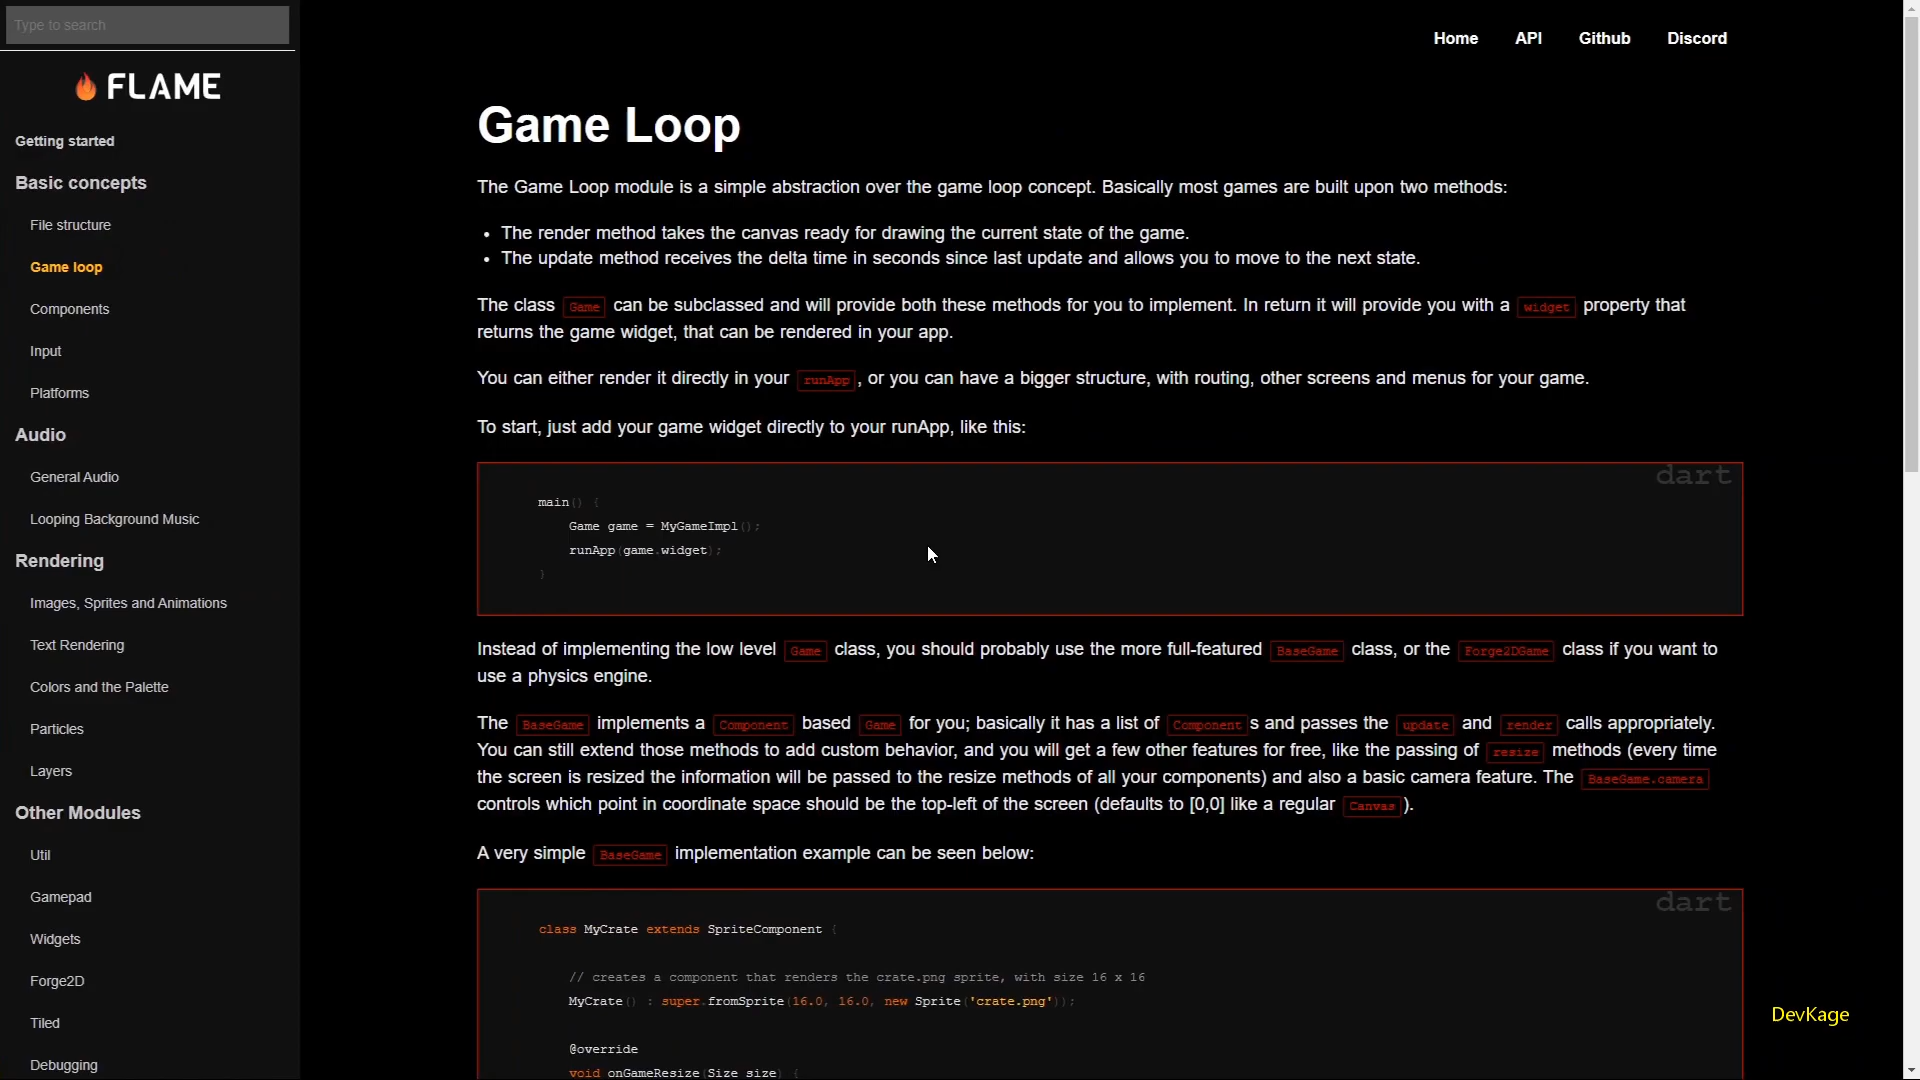 Type to search
FLAME
Getting started
Basic concepts
File structure
Game loop
Components
Input
Platforms
Audio
General Audio
Looping Background Music
Rendering
Images, Sprites and Animations
Text Rendering
Colors and the Palette
Particles
Layers
Other Modules
Util
Gamepad
Widgets
Forge2D
Tiled
Debugging
Home API Github Discord
Game Loop
The Game Loop module is a simple abstraction over the game loop concept. Basically most games are built upon two methods:
• The render method takes the canvas ready for drawing the current state of the game.
• The update method receives the delta time in seconds since last update and allows you to move to the next state.
The class Game can be subclassed and will provide both these methods for you to implement. In return it will provide you with a widget property that
returns the game widget, that can be rendered in your app.
You can either render it directly in your runApp, or you can have a bigger structure, with routing, other screens and menus for your game.
To start, just add your game widget directly to your runApp, like this:
dart
main() {
Game game = MyGameImpl();
runApp(game.widget);
}
Instead of implementing the low level Game class, you should probably use the more full-featured BaseGame class, or the Forge2DGame class if you want to
use a physics engine.
The BaseGame implements a Component based Game for you; basically it has a list of Component s and passes the update and render calls appropriately.
You can still extend those methods to add custom behavior, and you will get a few other features for free, like the passing of resize methods (every time
the screen is resized the information will be passed to the resize methods of all your components) and also a basic camera feature. The BaseGame.camera
controls which point in coordinate space should be the top-left of the screen (defaults to [0,0] like a regular Canvas ).
A very simple BaseGame implementation example can be seen below:
dart
class MyCrate extends SpriteComponent {
// creates a component that renders the crate.png sprite, with size 16 x 16
MyCrate() : super.fromSprite(16.0, 16.0, new Sprite('crate.png'));
@override
void onGameResize(Size size) {
DevKage